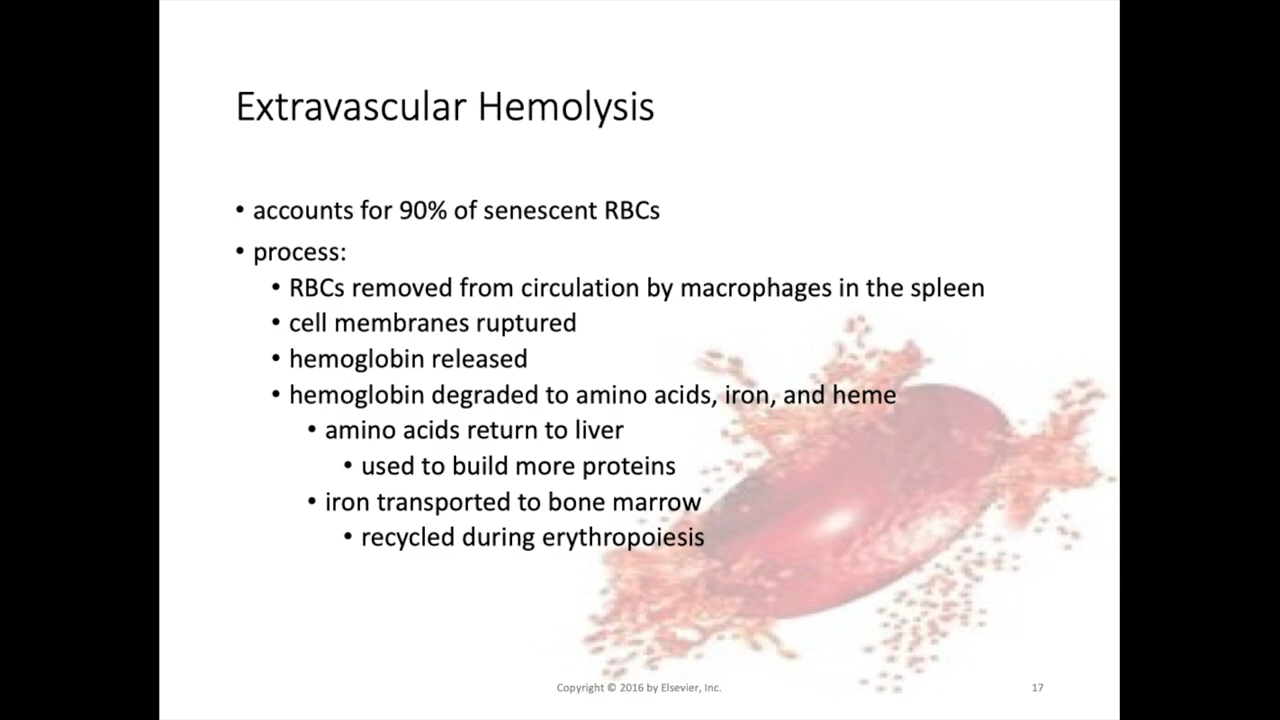 Extravascular Hemolysis
• accounts for 90% of senescent RBCs
• process:
• RBCs removed from circulation by macrophages in the spleen
• cell membranes ruptured
• hemoglobin released
• hemoglobin degraded to amino acids, iron, and heme
• amino acids return to liver
• used to build more proteins
• iron transported to bone marrow
• recycled during erythropoiesis
Copyright © 2016 by Elsevier, Inc.
17